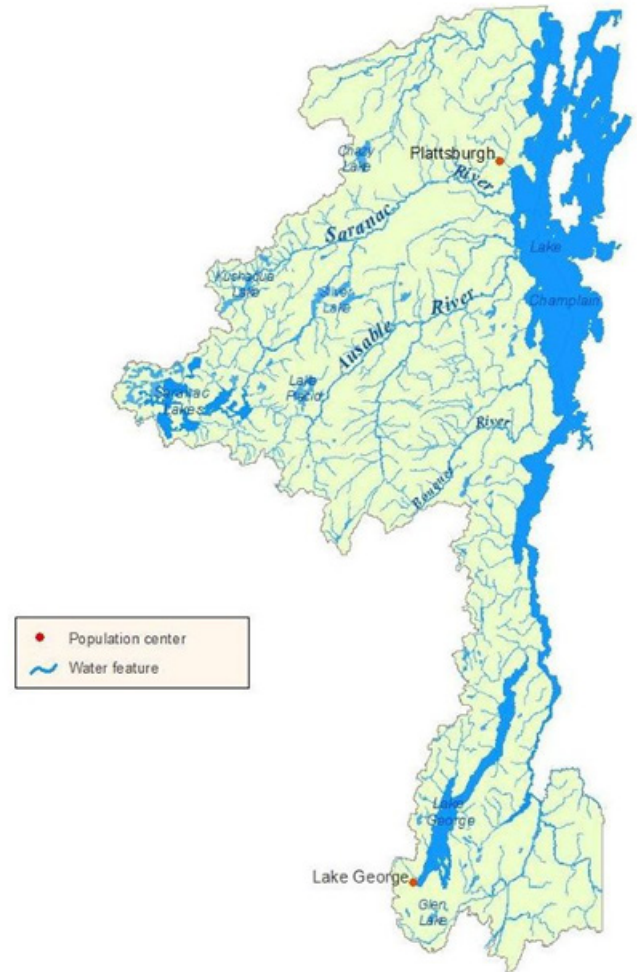 Chazy
Lake
Plattsburgh
River
Saranac
Lake
Champlain
Kushaqua
Lake
Silver
Lake
River
Ausable
Saranac
Lakes
Lake
Placid
River
Bouquet
Population center
Water feature
Lake
George
Lake George
Glen
Lake